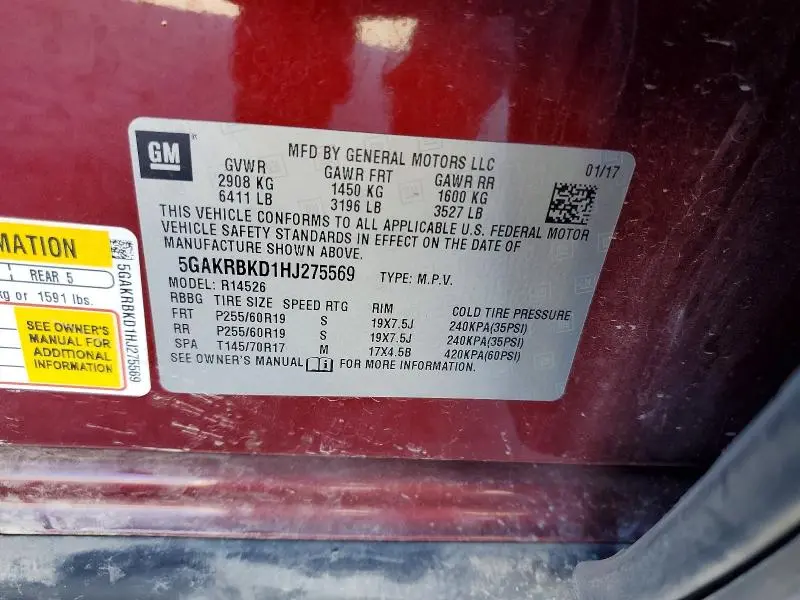 GM
MFD BY GENERAL MOTORS LLC
01/17
GVWR GAWR FRT GAWR RR
2908 KG 1450 KG 1600 KG
6411 LB 3196 LB 3527 LB
THIS VEHICLE CONFORMS TO ALL APPLICABLE U.S. FEDERAL MOTOR
VEHICLE SAFETY STANDARDS IN EFFECT ON THE DATE OF
MANUFACTURE SHOWN ABOVE.
5GAKRBKD1HJ275569 TYPE: M.P.V.
MODEL: R14526
RBBG TIRE SIZE SPEED RTG RIM COLD TIRE PRESSURE
FRT P255/60R19 S 19X7.5J 240KPA(35PSI)
RR P255/60R19 S 19X7.5J 240KPA(35PSI)
SPA T145/70R17 M 17X4.5B 420KPA(60PSI)
SEE OWNER'S MANUAL FOR MORE INFORMATION.
MATION
REAR 5
kg or 1591 lbs.
SEE OWNER'S
MANUAL FOR
ADDITIONAL
INFORMATION
5GAKRBKD1HJ275569